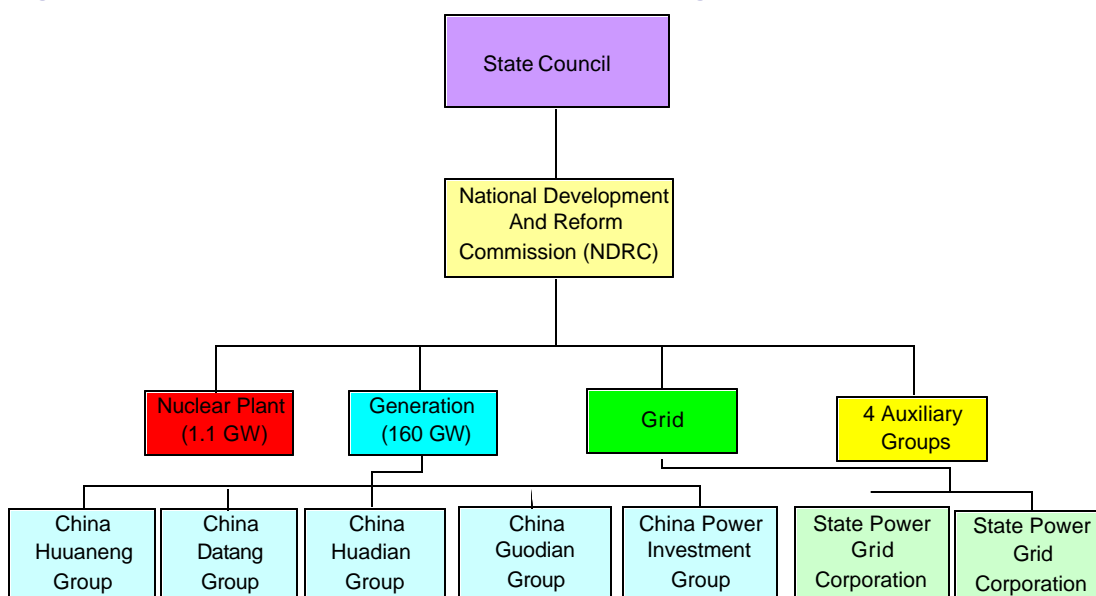 State Council
National Development
And Reform
Commission (NDRC)
Nuclear Plant
(1.1 GW)
Generation
(160 GW)
Grid
4 Auxiliary
Groups
China
Huuaneng
Group
China
Datang
Group
China
Huadian
Group
China
Guodian
Group
China Power
Investment
Group
State Power
Grid
Corporation
State Power
Grid
Corporation